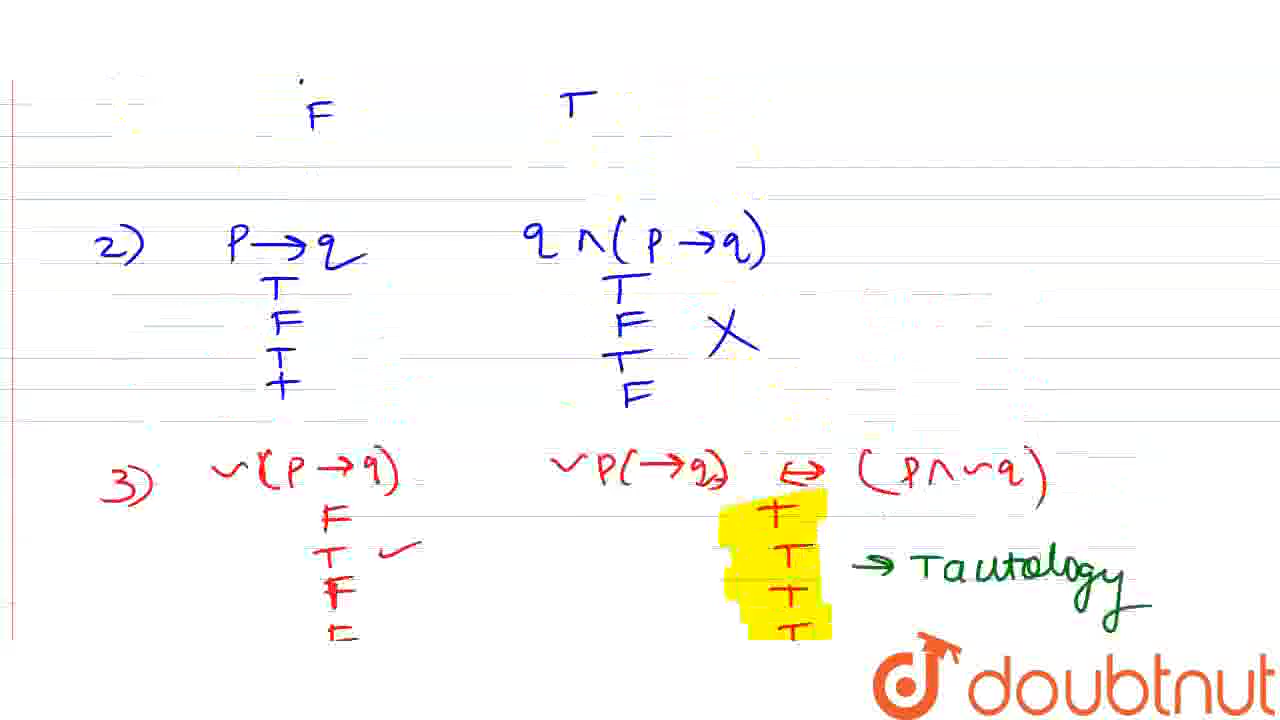 F T
2) P → q q ∧ ( P → q )
T T
F F X
T T
T F
3) ~ ( P → q ) ~ P ( → q ) ↔ ( P ∧ ~ q )
F T
T ✓ T → Tautology
F T
F T
doubtnut